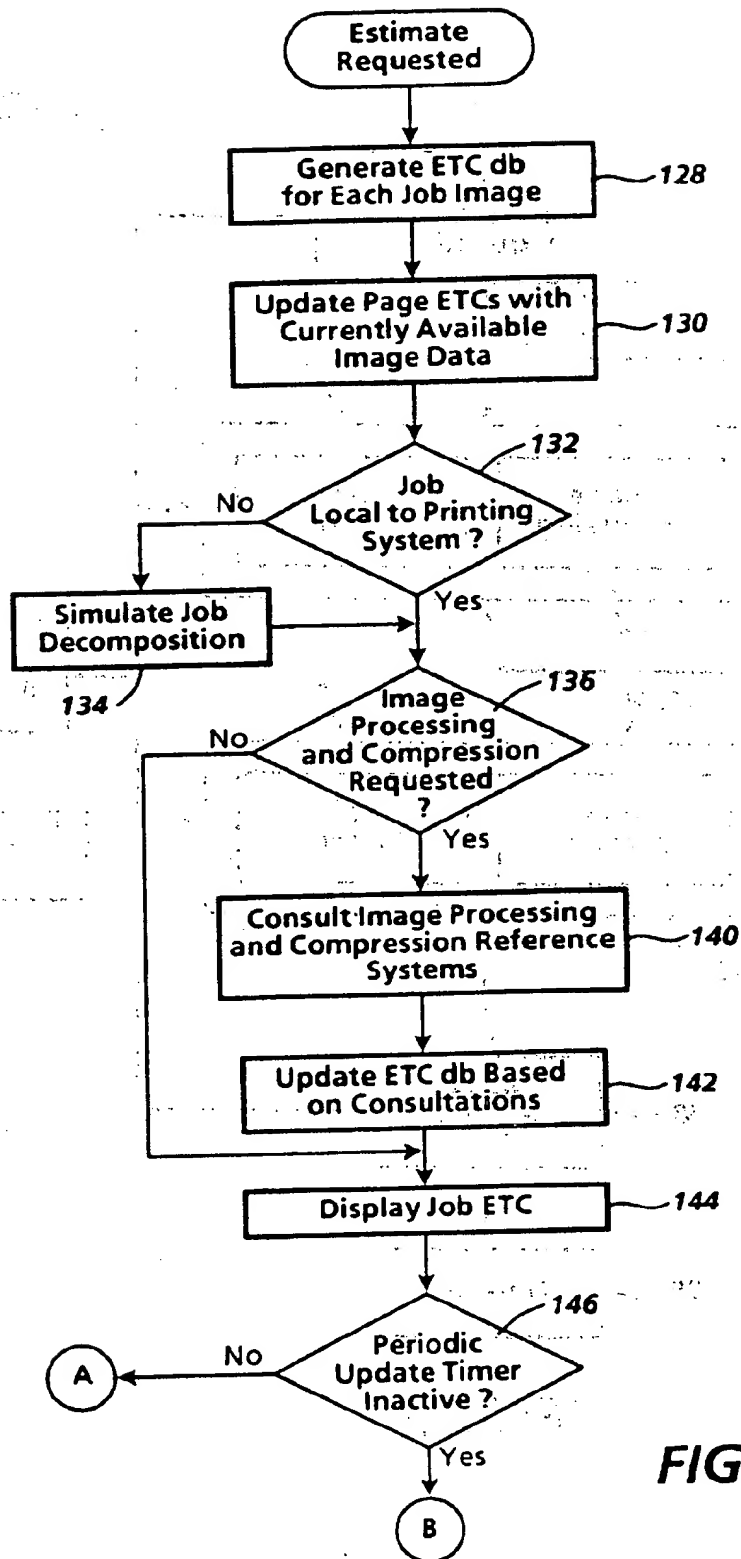 Estimate
Requested
Generate ETC db
for Each Job Image
128
Update Page ETCs with
Currently Available
Image Data
130
132
Job
Local to Printing
System ?
No
Yes
Simulate Job
Decomposition
134
136
Image
Processing
and Compression
Requested
?
No
Yes
Consult Image Processing
and Compression Reference
Systems
140
Update ETC db Based
on Consultations
142
Display Job ETC
144
146
Periodic
Update Timer
Inactive ?
No
A
Yes
B
FIG